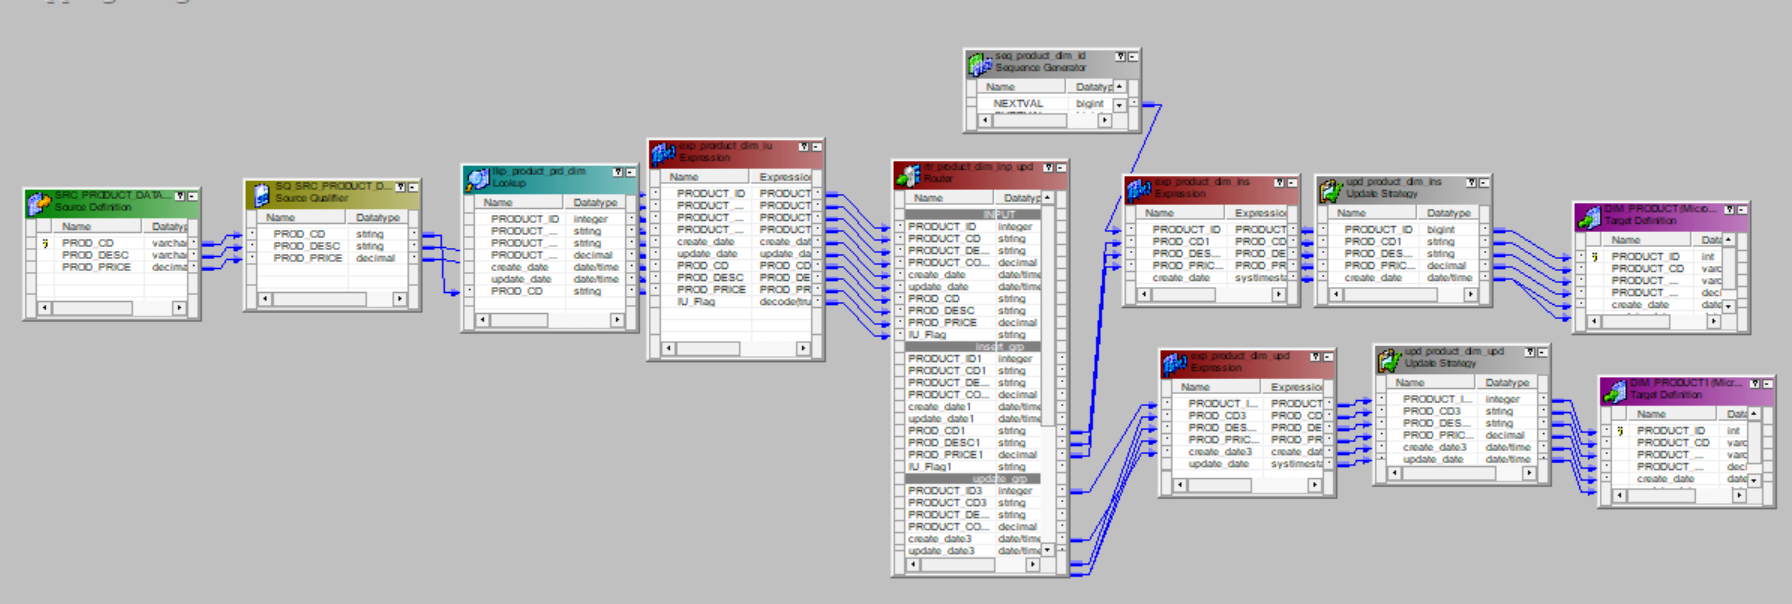 seq_product_dim_id
Sequence Generator
Name Datatyp
NEXTVAL bigint
SRC_PRODUCT_DATA...
Source Definition
Name Datatyp
PROD_CD varcha
PROD_DESC varcha
PROD_PRICE decima
SQ_SRC_PRODUCT_D...
Source Qualifier
Name Datatype
PROD_CD string
PROD_DESC string
PROD_PRICE decimal
lkp_product_prd_dim
Lookup
Name Datatype
PRODUCT_ID integer
PRODUCT_... string
PRODUCT_... string
PRODUCT_... decimal
create_date date/time
update_date date/time
PROD_CD string
exp_product_dim_iu
Expression
Name Expression
PRODUCT_ID PRODUCT
PRODUCT_... PRODUCT
PRODUCT_... PRODUCT
PRODUCT_... PRODUCT
create_date create_dat
update_date update_da
PROD_CD PROD_CD
PROD_DESC PROD_DE
PROD_PRICE PROD_PR
IU_Flag decode(tru
rtr_product_dim_inp_upd
Router
Name Datatyp
INPUT
PRODUCT_ID integer
PRODUCT_CD string
PRODUCT_DE... string
PRODUCT_CO... decimal
create_date date/time
update_date date/time
PROD_CD string
PROD_DESC string
PROD_PRICE decimal
IU_Flag string
insert_grp
PRODUCT_ID1 integer
PRODUCT_CD1 string
PRODUCT_DE... string
PRODUCT_CO... decimal
create_date1 date/time
update_date1 date/time
PROD_CD1 string
PROD_DESC1 string
PROD_PRICE1 decimal
IU_Flag1 string
update_grp
PRODUCT_ID3 integer
PRODUCT_CD3 string
PRODUCT_DE... string
PRODUCT_CO... decimal
create_date3 date/time
update_date3 date/time
exp_product_dim_ins
Expression
Name Expressio
PRODUCT_ID PRODUCT
PROD_CD1 PROD_CD
PROD_DES... PROD_DE
PROD_PRIC... PROD_PR
create_date systimesta
upd_product_dim_ins
Update Strategy
Name Datatype
PRODUCT_ID bigint
PROD_CD1 string
PROD_DES... string
PROD_PRIC... decimal
create_date date/time
DIM_PRODUCT (Micro...
Target Definition
Name Data
PRODUCT_ID int
PRODUCT_CD varc
PRODUCT_... varc
PRODUCT_... deci
create_date date
exp_product_dim_upd
Expression
Name Expressio
PRODUCT_I... PRODUCT
PROD_CD3 PROD_CD
PROD_DES... PROD_DE
PROD_PRIC... PROD_PR
create_date3 create_dat
update_date systimesta
upd_product_dim_upd
Update Strategy
Name Datatype
PRODUCT_I... integer
PROD_CD3 string
PROD_DES... string
PROD_PRIC... decimal
create_date3 date/time
update_date date/time
DIM_PRODUCT1 (Micr...
Target Definition
Name Data
PRODUCT_ID int
PRODUCT_CD varc
PRODUCT_... varc
PRODUCT_... deci
create_date date